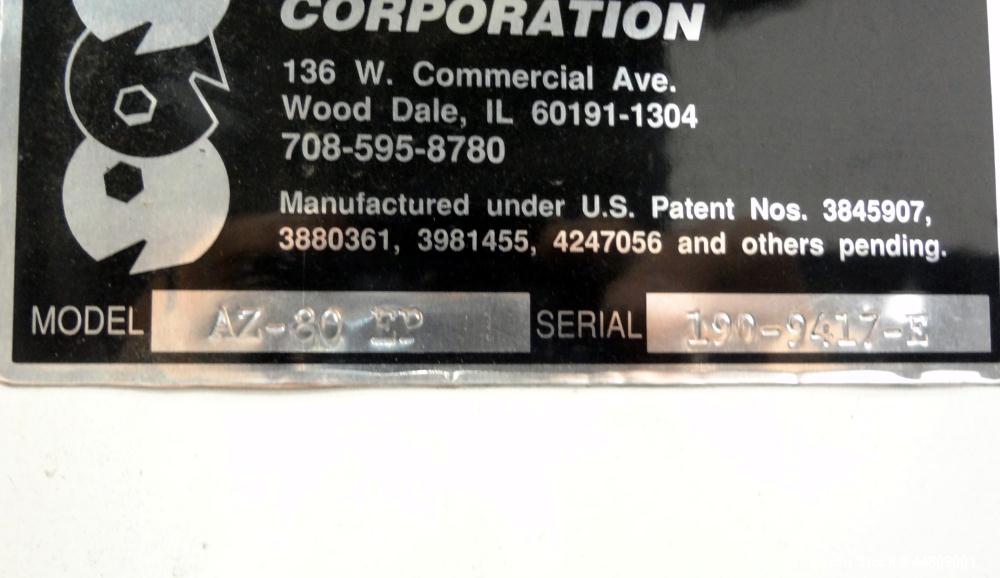 CORPORATION
136 W. Commercial Ave.
Wood Dale, IL 60191-1304
708-595-8780
Manufactured under U.S. Patent Nos. 3845907,
3880361, 3981455, 4247056 and others pending.
MODEL AZ-80 EP SERIAL 190-9417-E